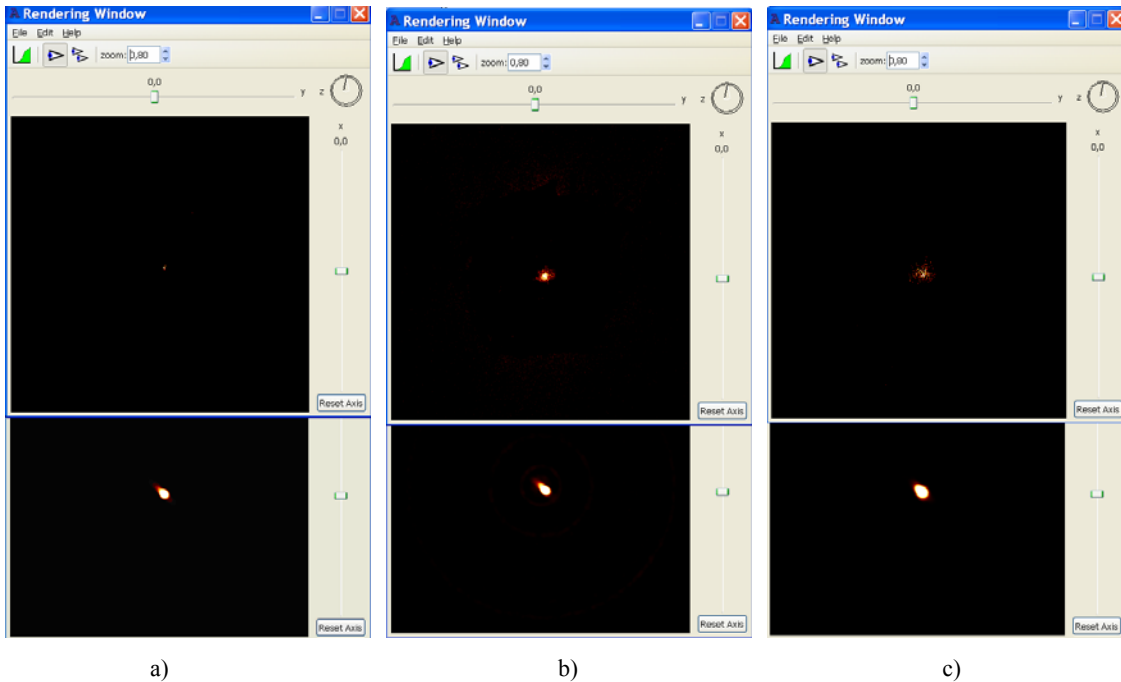 Rendering Window
File Edit Help
zoom: 0,80
0,0
y z
x
0,0
Reset Axis
Reset Axis
a)
Rendering Window
File Edit Help
zoom: 0,80
0,0
y z
x
0,0
Reset Axis
Reset Axis
b)
Rendering Window
File Edit Help
zoom: 0,80
0,0
y z
x
0,0
Reset Axis
Reset Axis
c)